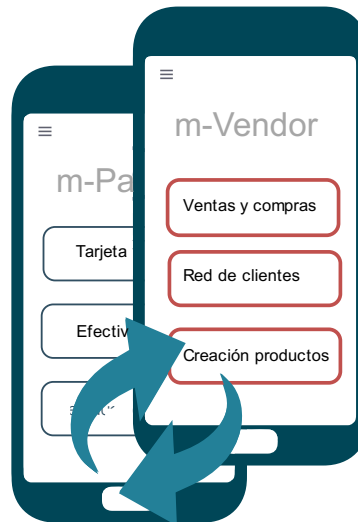 m-Vendor
Ventas y compras
Red de clientes
Creación productos
m-Pa
Tarjeta
Efectiv